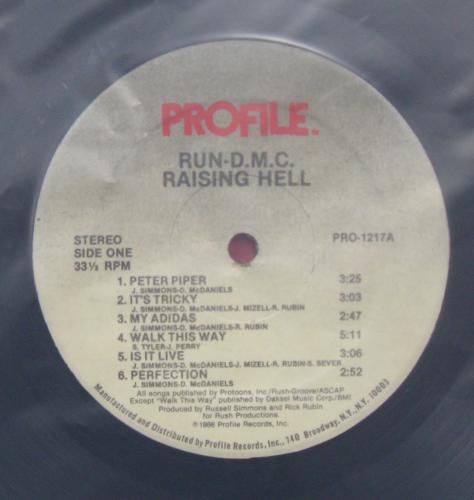 PROFILE.
RUN-D.M.C.
RAISING HELL
STEREO
SIDE ONE
33⅓ RPM
PRO-1217A
1. PETER PIPER 3:25
J. SIMMONS-D. McDANIELS
2. IT'S TRICKY 3:03
J. SIMMONS-D. McDANIELS-J. MIZELL-R. RUBIN
3. MY ADIDAS 2:47
J. SIMMONS-D. McDANIELS-R. RUBIN
4. WALK THIS WAY 5:11
S. TYLER-J. PERRY
5. IS IT LIVE 3:06
J. SIMMONS-D. McDANIELS-J. MIZELL-R. RUBIN-S. SEVER
6. PERFECTION 2:52
J. SIMMONS-D. McDANIELS
All songs published by Protoons, Inc./Rush-Groove/ASCAP
Except "Walk This Way" published by Daksel Music Corp./BMI
Produced by Russell Simmons and Rick Rubin
for Rush Productions.
℗1986 Profile Records, Inc.
Manufactured and Distributed by Profile Records, Inc., 740 Broadway, N.Y., N.Y. 10003